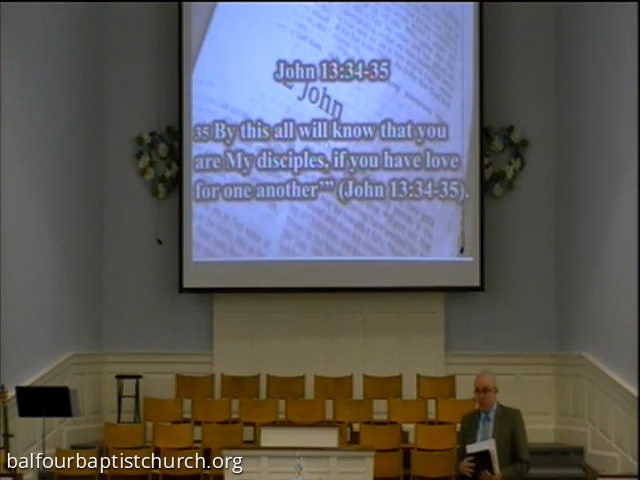 John 13:34-35
John
35 By this all will know that you
are My disciples, if you have love
for one another’” (John 13:34-35).
balfourbaptistchurch.org